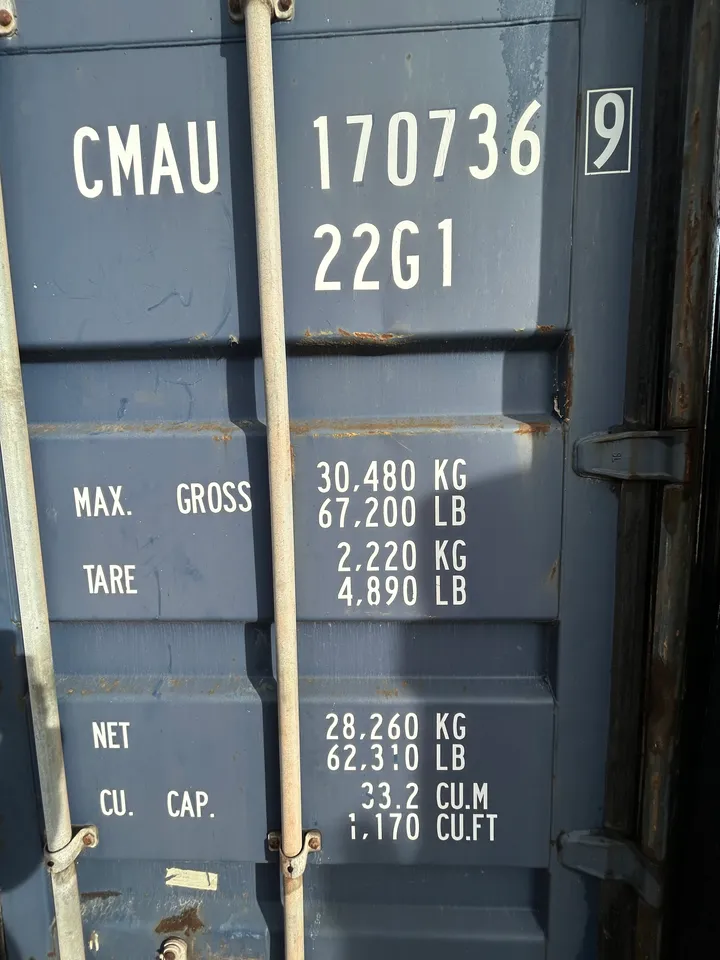 CMAU 170736 9
22G1
MAX. GROSS 30,480 KG
67,200 LB
TARE 2,220 KG
4,890 LB
NET 28,260 KG
62,310 LB
CU. CAP. 33.2 CU.M
1,170 CU.FT